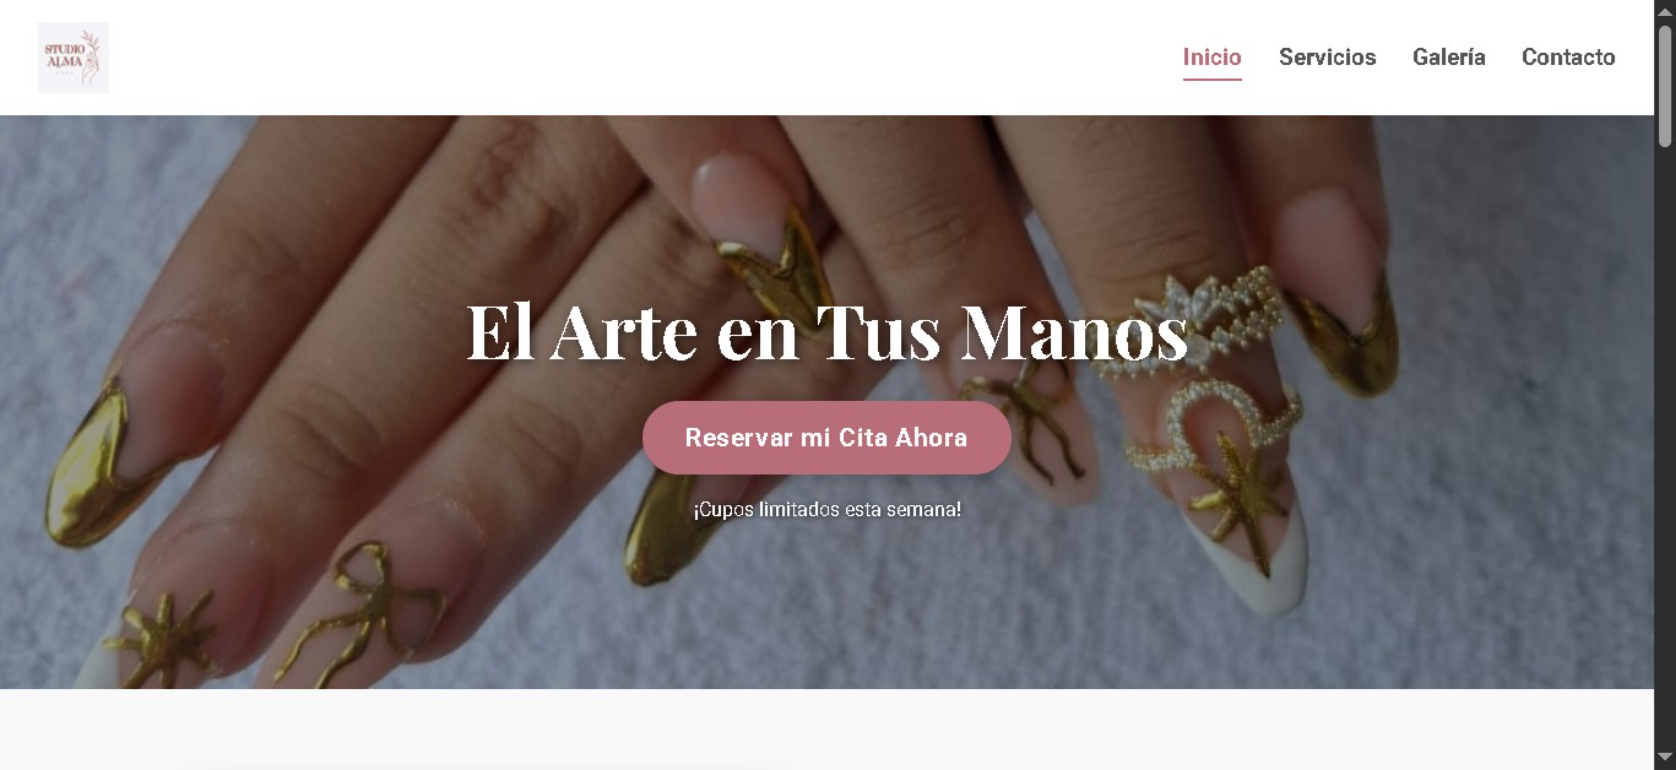 STUDIO
ALMA
Inicio
Servicios
Galería
Contacto
El Arte en Tus Manos
Reservar mi Cita Ahora
¡Cupos limitados esta semana!